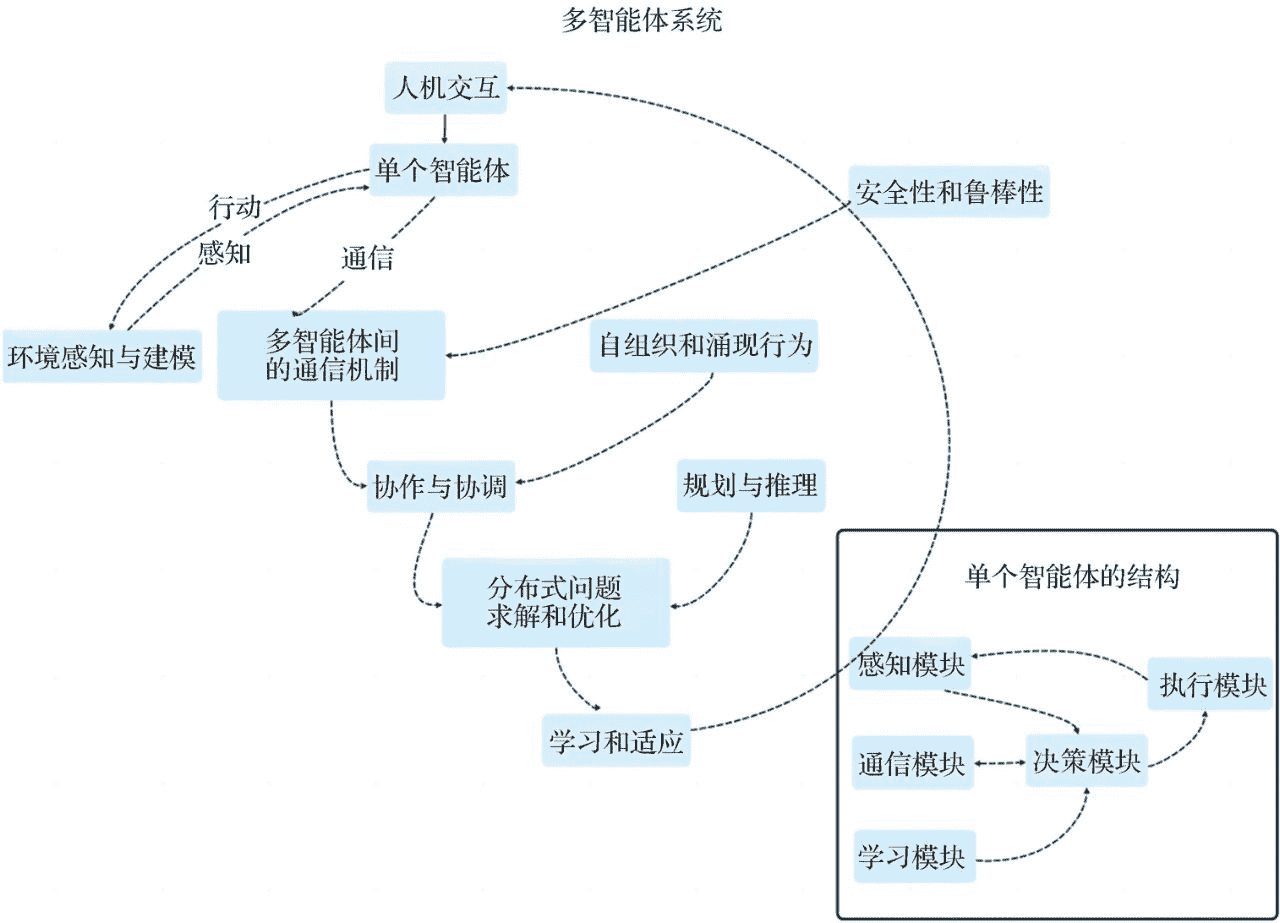 多智能体系统
人机交互
单个智能体
安全性和鲁棒性
行动
感知
通信
环境感知与建模
多智能体间
的通信机制
自组织和涌现行为
协作与协调
规划与推理
分布式问题
求解和优化
学习和适应
单个智能体的结构
感知模块
执行模块
通信模块
决策模块
学习模块